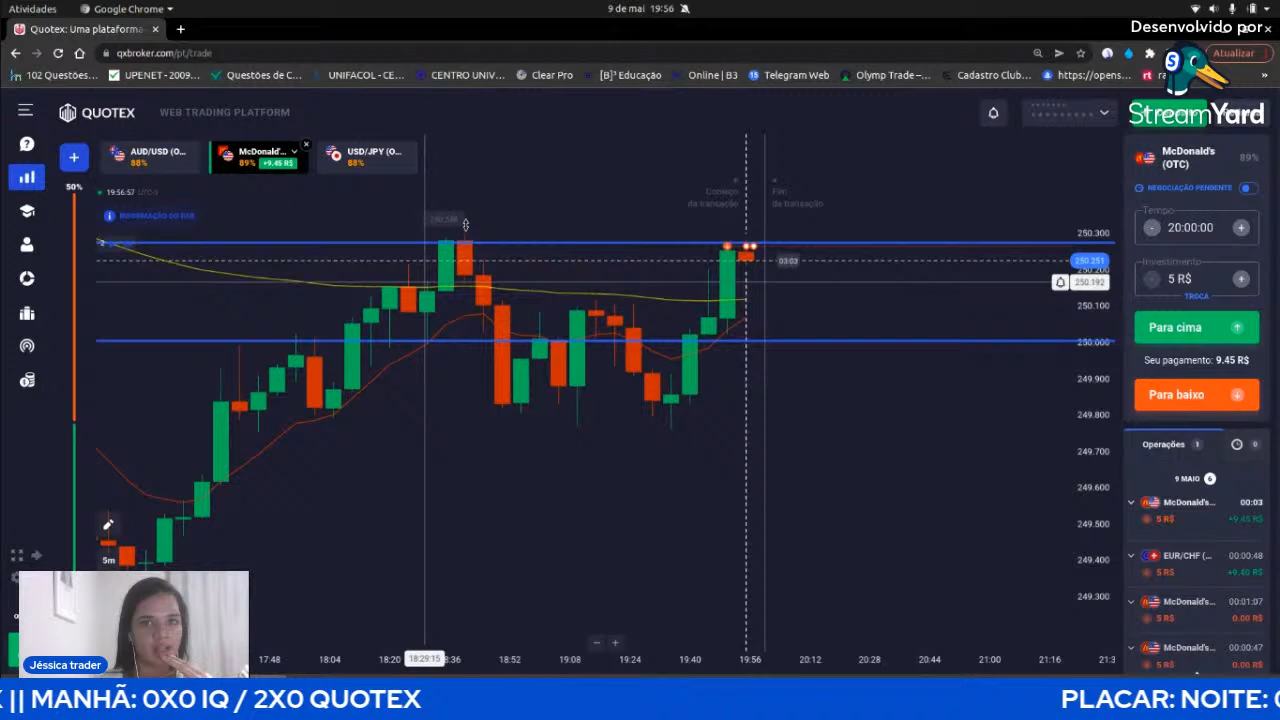 Atividades
Google Chrome
9 de mai 19:56
Desenvolvido por
Quotex: Uma plataforma
qxbroker.com/pt/trade
Atualizar
102 Questões...
UPENET - 2009...
Questões de C...
UNIFACOL - CE...
CENTRO UNIV...
Clear Pro
[B]³ Educação
Online | B3
Telegram Web
Olymp Trade –...
Cadastro Club...
https://opens...
StreamYard
QUOTEX
WEB TRADING PLATFORM
AUD/USD (O...
88%
McDonald'...
89% +9.45 R$
USD/JPY (O...
88%
50%
19:56:57
Começo
da transação
Fim
da transação
03:03
250.300
250.251
250.200
250.192
250.100
250.000
249.900
249.800
249.700
249.600
249.500
249.400
249.300
5m
17:48
18:04
18:20
18:29:15
18:52
19:08
19:24
19:40
19:56
20:12
20:28
20:44
21:00
21:16
21:3
McDonald's
(OTC)
89%
NEGOCIAÇÃO PENDENTE
Tempo
20:00:00
Investimento
5 R$
TROCA
Para cima
Seu pagamento: 9.45 R$
Para baixo
Operações 1
0
9 MAIO 6
McDonald's... 00:03
5 R$ +9.45 R$
EUR/CHF (... 00:00:48
5 R$ +9.40 R$
McDonald's... 00:01:07
5 R$ 0.00 R$
McDonald's... 00:00:47
5 R$ 0.00 R$
Jéssica trader
X || MANHÃ: 0X0 IQ / 2X0 QUOTEX
PLACAR: NOITE: